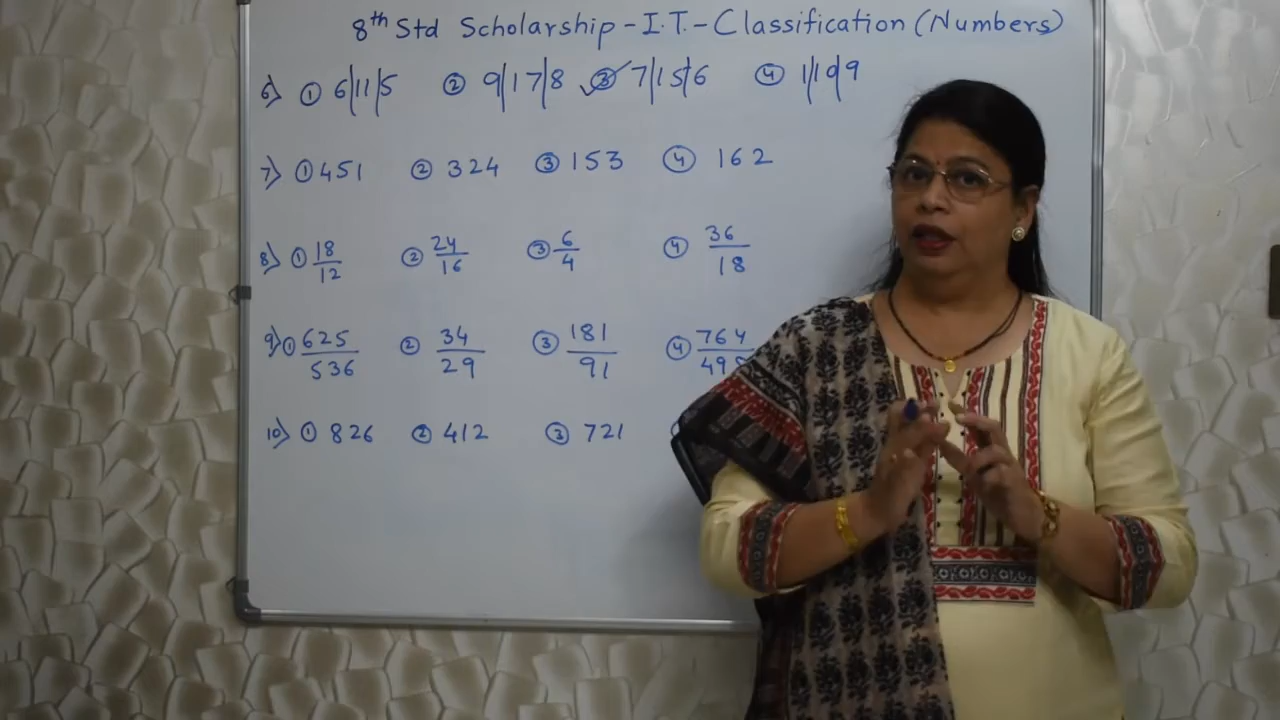 8th Std Scholarship - I.T. - Classification (Numbers)
6) ① 6|11|5 ② 9|17|8 ✓③ 7|15|6 ④ 1|10|9
7) ① 451 ② 324 ③ 153 ④ 162
8) ① 18/12 ② 24/16 ③ 6/4 ④ 36/18
9) ① 625/536 ② 34/29 ③ 181/91 ④ 764/
10) ① 826 ② 412 ③ 721